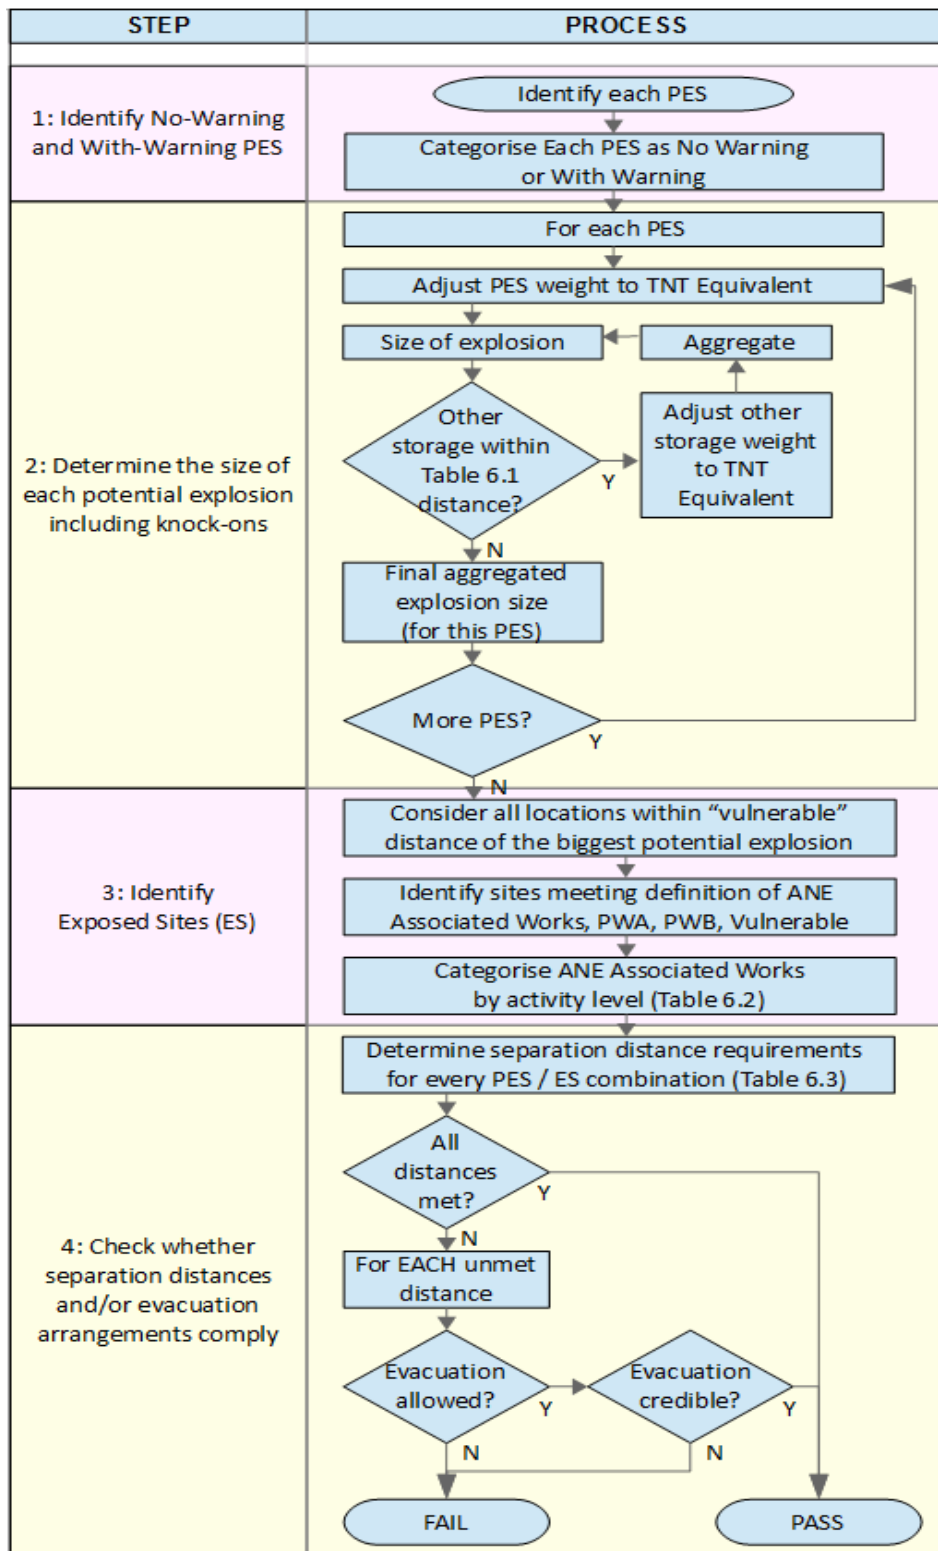 STEP
PROCESS
1: Identify No-Warning
and With-Warning PES
Identify each PES
Categorise Each PES as No Warning
or With Warning
2: Determine the size of
each potential explosion
including knock-ons
For each PES
Adjust PES weight to TNT Equivalent
Size of explosion
Aggregate
Other
storage within
Table 6.1
distance?
Y
Adjust other
storage weight
to TNT
Equivalent
N
Final aggregated
explosion size
(for this PES)
More PES?
Y
N
3: Identify
Exposed Sites (ES)
Consider all locations within “vulnerable”
distance of the biggest potential explosion
Identify sites meeting definition of ANE
Associated Works, PWA, PWB, Vulnerable
Categorise ANE Associated Works
by activity level (Table 6.2)
4: Check whether
separation distances
and/or evacuation
arrangements comply
Determine separation distance requirements
for every PES / ES combination (Table 6.3)
All
distances
met?
Y
N
For EACH unmet
distance
Evacuation
allowed?
Y
Evacuation
credible?
Y
N
N
FAIL
PASS